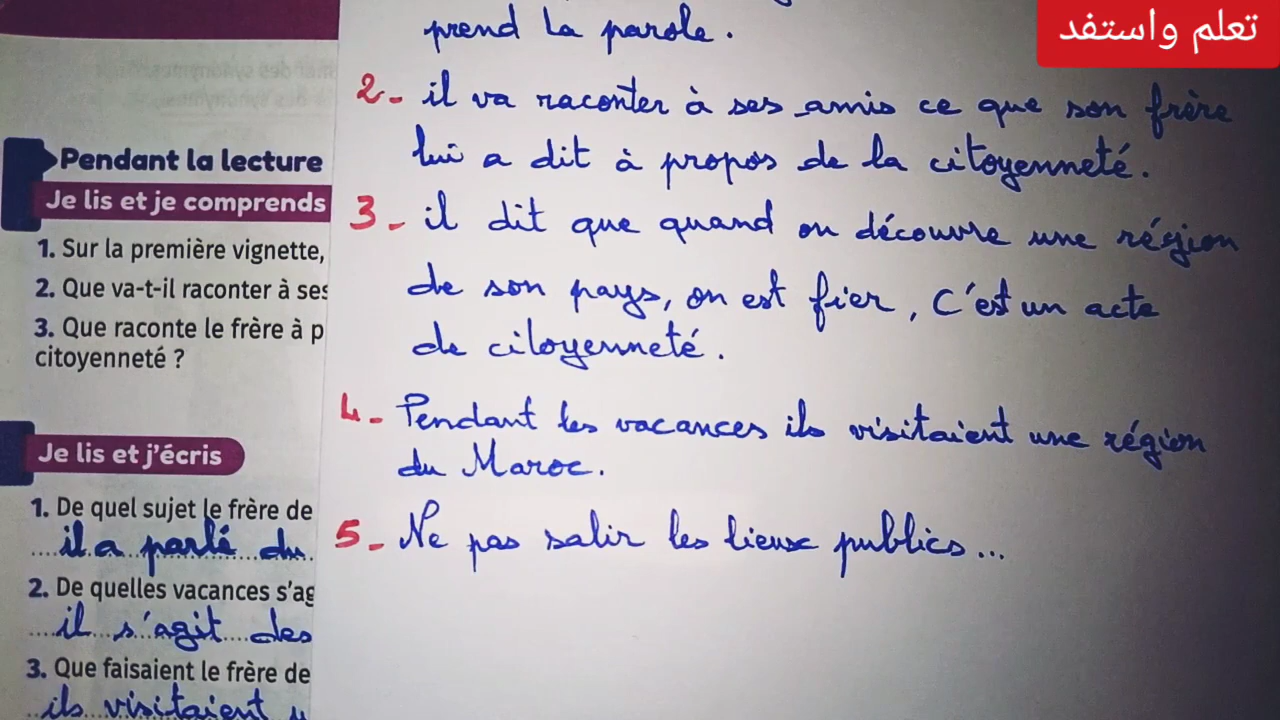 تعلم واستفد
prend la parole.
2- il va raconter à ses amis ce que son frère
lui a dit à propos de la citoyenneté.
3- il dit que quand on découvre une région
de son pays, on est fier, C'est un acte
de citoyenneté.
4- Pendant les vacances ils visitaient une région
du Maroc.
5- Ne pas salir les lieux publics...
Pendant la lecture
Je lis et je comprends
1. Sur la première vignette,
2. Que va-t-il raconter à ses
3. Que raconte le frère à p
citoyenneté ?
Je lis et j'écris
1. De quel sujet le frère de
il a parlé du
2. De quelles vacances s'ag
il s'agit des
3. Que faisaient le frère de
ils visitaient